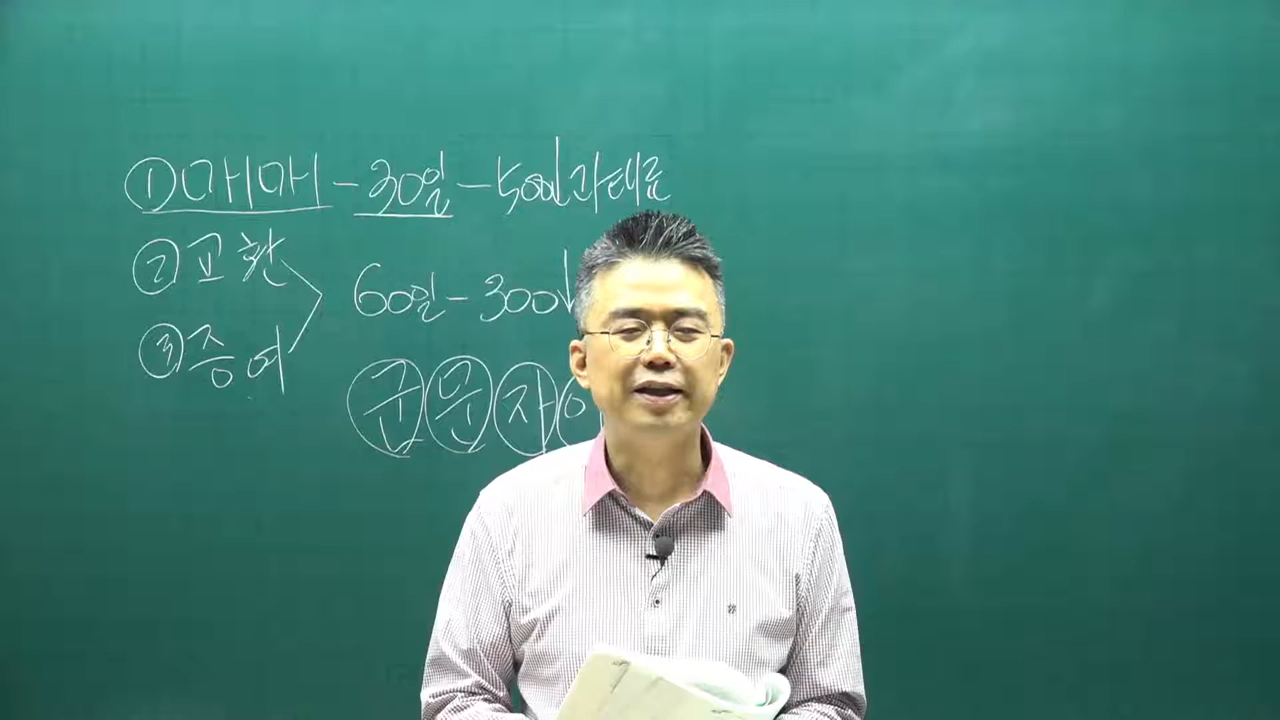 ① 매매 - 30일 - 500↓ 과태료
② 교환
60일 - 300↓
③ 증여
군 문 자